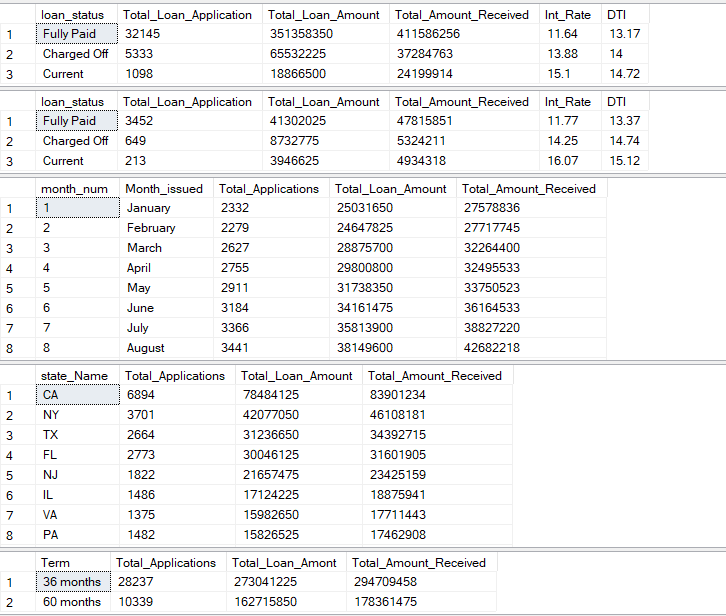 loan_status Total_Loan_Application Total_Loan_Amount Total_Amount_Received Int_Rate DTI
1 Fully Paid 32145 351358350 411586256 11.64 13.17
2 Charged Off 5333 65532225 37284763 13.88 14
3 Current 1098 18866500 24199914 15.1 14.72
loan_status Total_Loan_Application Total_Loan_Amount Total_Amount_Received Int_Rate DTI
1 Fully Paid 3452 41302025 47815851 11.77 13.37
2 Charged Off 649 8732775 5324211 14.25 14.74
3 Current 213 3946625 4934318 16.07 15.12
month_num Month_issued Total_Applications Total_Loan_Amount Total_Amount_Received
1 1 January 2332 25031650 27578836
2 2 February 2279 24647825 27717745
3 3 March 2627 28875700 32264400
4 4 April 2755 29800800 32495533
5 5 May 2911 31738350 33750523
6 6 June 3184 34161475 36164533
7 7 July 3366 35813900 38827220
8 8 August 3441 38149600 42682218
state_Name Total_Applications Total_Loan_Amount Total_Amount_Received
1 CA 6894 78484125 83901234
2 NY 3701 42077050 46108181
3 TX 2664 31236650 34392715
4 FL 2773 30046125 31601905
5 NJ 1822 21657475 23425159
6 IL 1486 17124225 18875941
7 VA 1375 15982650 17711443
8 PA 1482 15826525 17462908
Term Total_Applications Total_Loan_Amont Total_Amount_Received
1 36 months 28237 273041225 294709458
2 60 months 10339 162715850 178361475